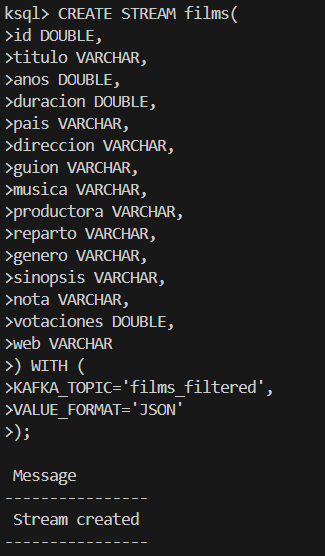 ksql> CREATE STREAM films(
>id DOUBLE,
>titulo VARCHAR,
>anos DOUBLE,
>duracion DOUBLE,
>pais VARCHAR,
>direccion VARCHAR,
>guion VARCHAR,
>musica VARCHAR,
>productora VARCHAR,
>reparto VARCHAR,
>genero VARCHAR,
>sinopsis VARCHAR,
>nota VARCHAR,
>votaciones DOUBLE,
>web VARCHAR
>) WITH (
>KAFKA_TOPIC='films_filtered',
>VALUE_FORMAT='JSON'
>);
 Message
----------------
 Stream created
----------------